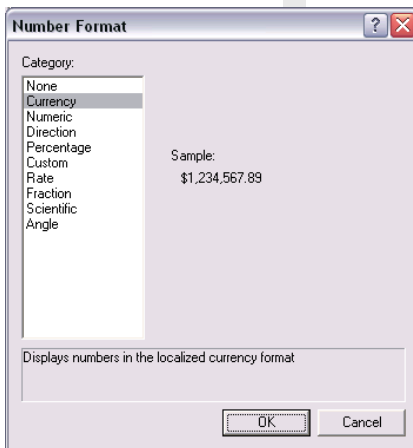 Number Format
Category:
None
Currency
Numeric
Direction
Percentage
Custom
Rate
Fraction
Scientific
Angle
Sample:
$1,234,567.89
Displays numbers in the localized currency format
OK
Cancel